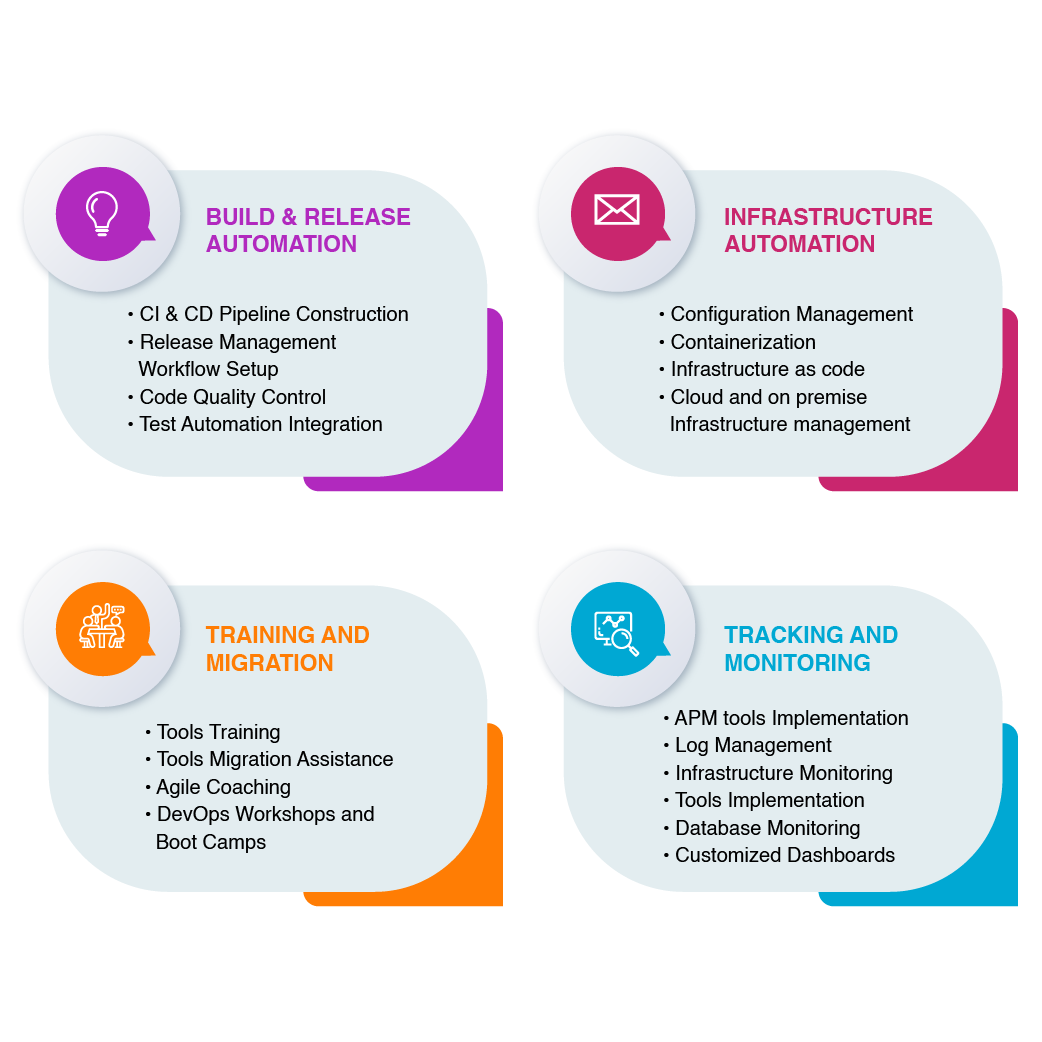 BUILD & RELEASE
AUTOMATION
• CI & CD Pipeline Construction
• Release Management
Workflow Setup
• Code Quality Control
• Test Automation Integration
INFRASTRUCTURE
AUTOMATION
• Configuration Management
• Containerization
• Infrastructure as code
• Cloud and on premise
Infrastructure management
TRAINING AND
MIGRATION
• Tools Training
• Tools Migration Assistance
• Agile Coaching
• DevOps Workshops and
Boot Camps
TRACKING AND
MONITORING
• APM tools Implementation
• Log Management
• Infrastructure Monitoring
• Tools Implementation
• Database Monitoring
• Customized Dashboards